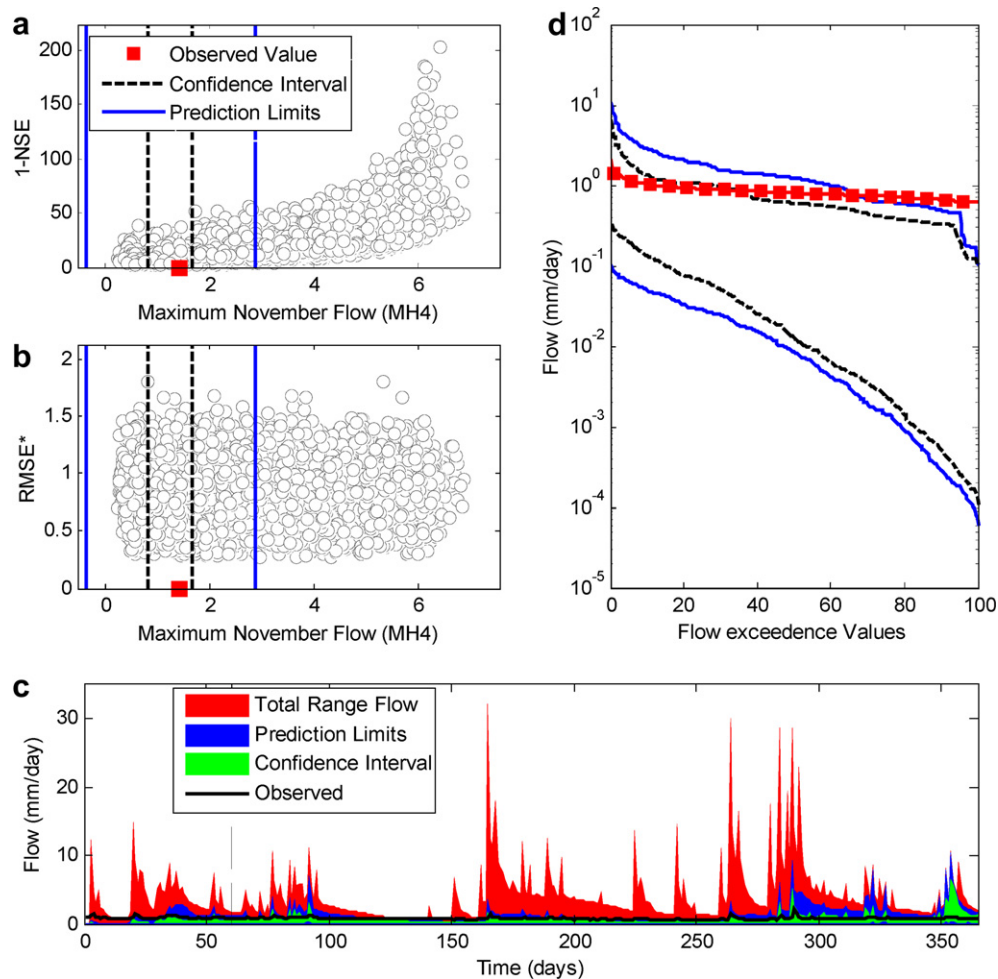 a
200
150
100
50
0
1-NSE
Observed Value
Confidence Interval
Prediction Limits
0 2 4 6
Maximum November Flow (MH4)
b
2
1.5
1
0.5
0
RMSE*
0 2 4 6
Maximum November Flow (MH4)
d
10^2
10^1
10^0
10^-1
10^-2
10^-3
10^-4
10^-5
Flow (mm/day)
0 20 40 60 80 100
Flow exceedence Values
c
30
20
10
0
Flow (mm/day)
Total Range Flow
Prediction Limits
Confidence Interval
Observed
0 50 100 150 200 250 300 350
Time (days)